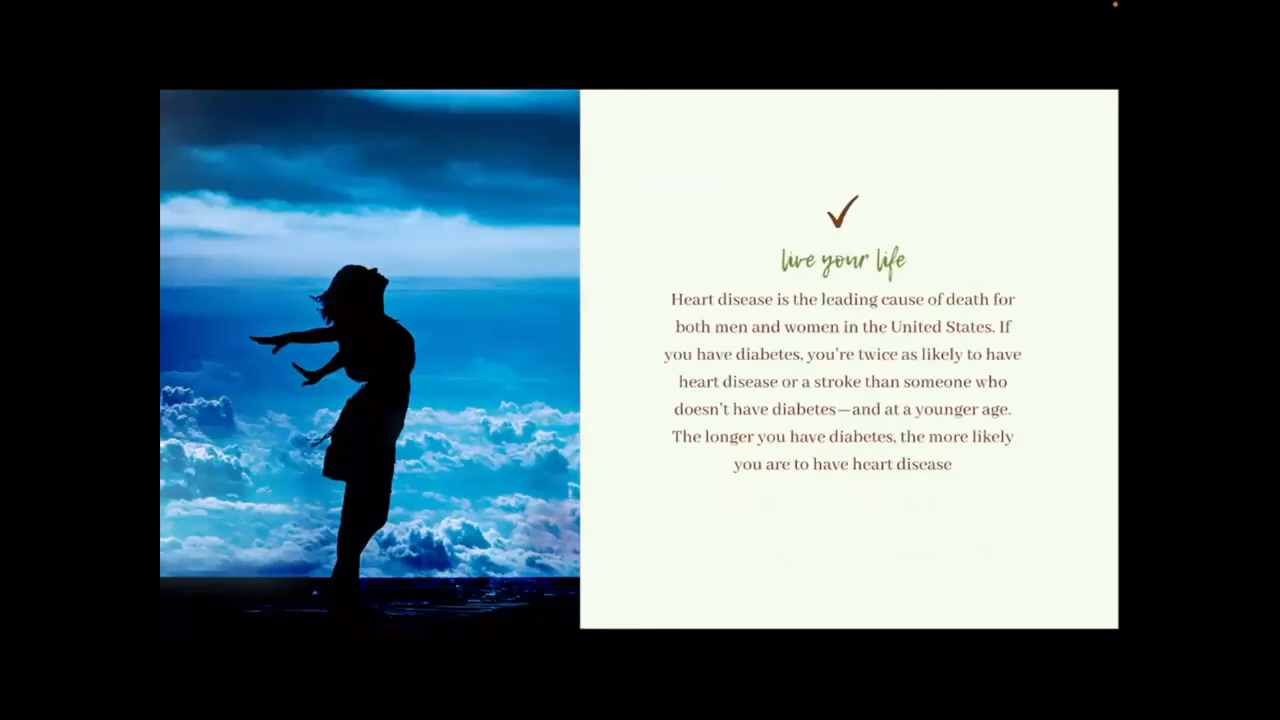 live your life
Heart disease is the leading cause of death for
both men and women in the United States. If
you have diabetes, you're twice as likely to have
heart disease or a stroke than someone who
doesn't have diabetes—and at a younger age.
The longer you have diabetes, the more likely
you are to have heart disease